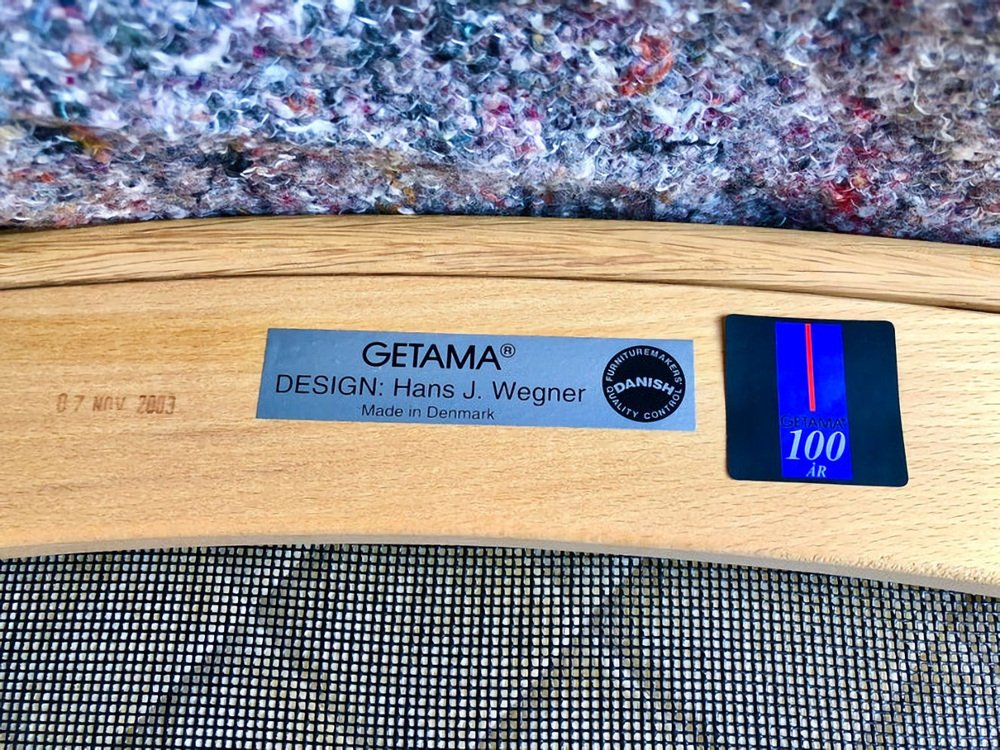 07 NOV 2003
GETAMA®
DESIGN: Hans J. Wegner
Made in Denmark
FURNITUREMAKERS'
DANISH
QUALITY CONTROL
GETAMA
100
ÅR